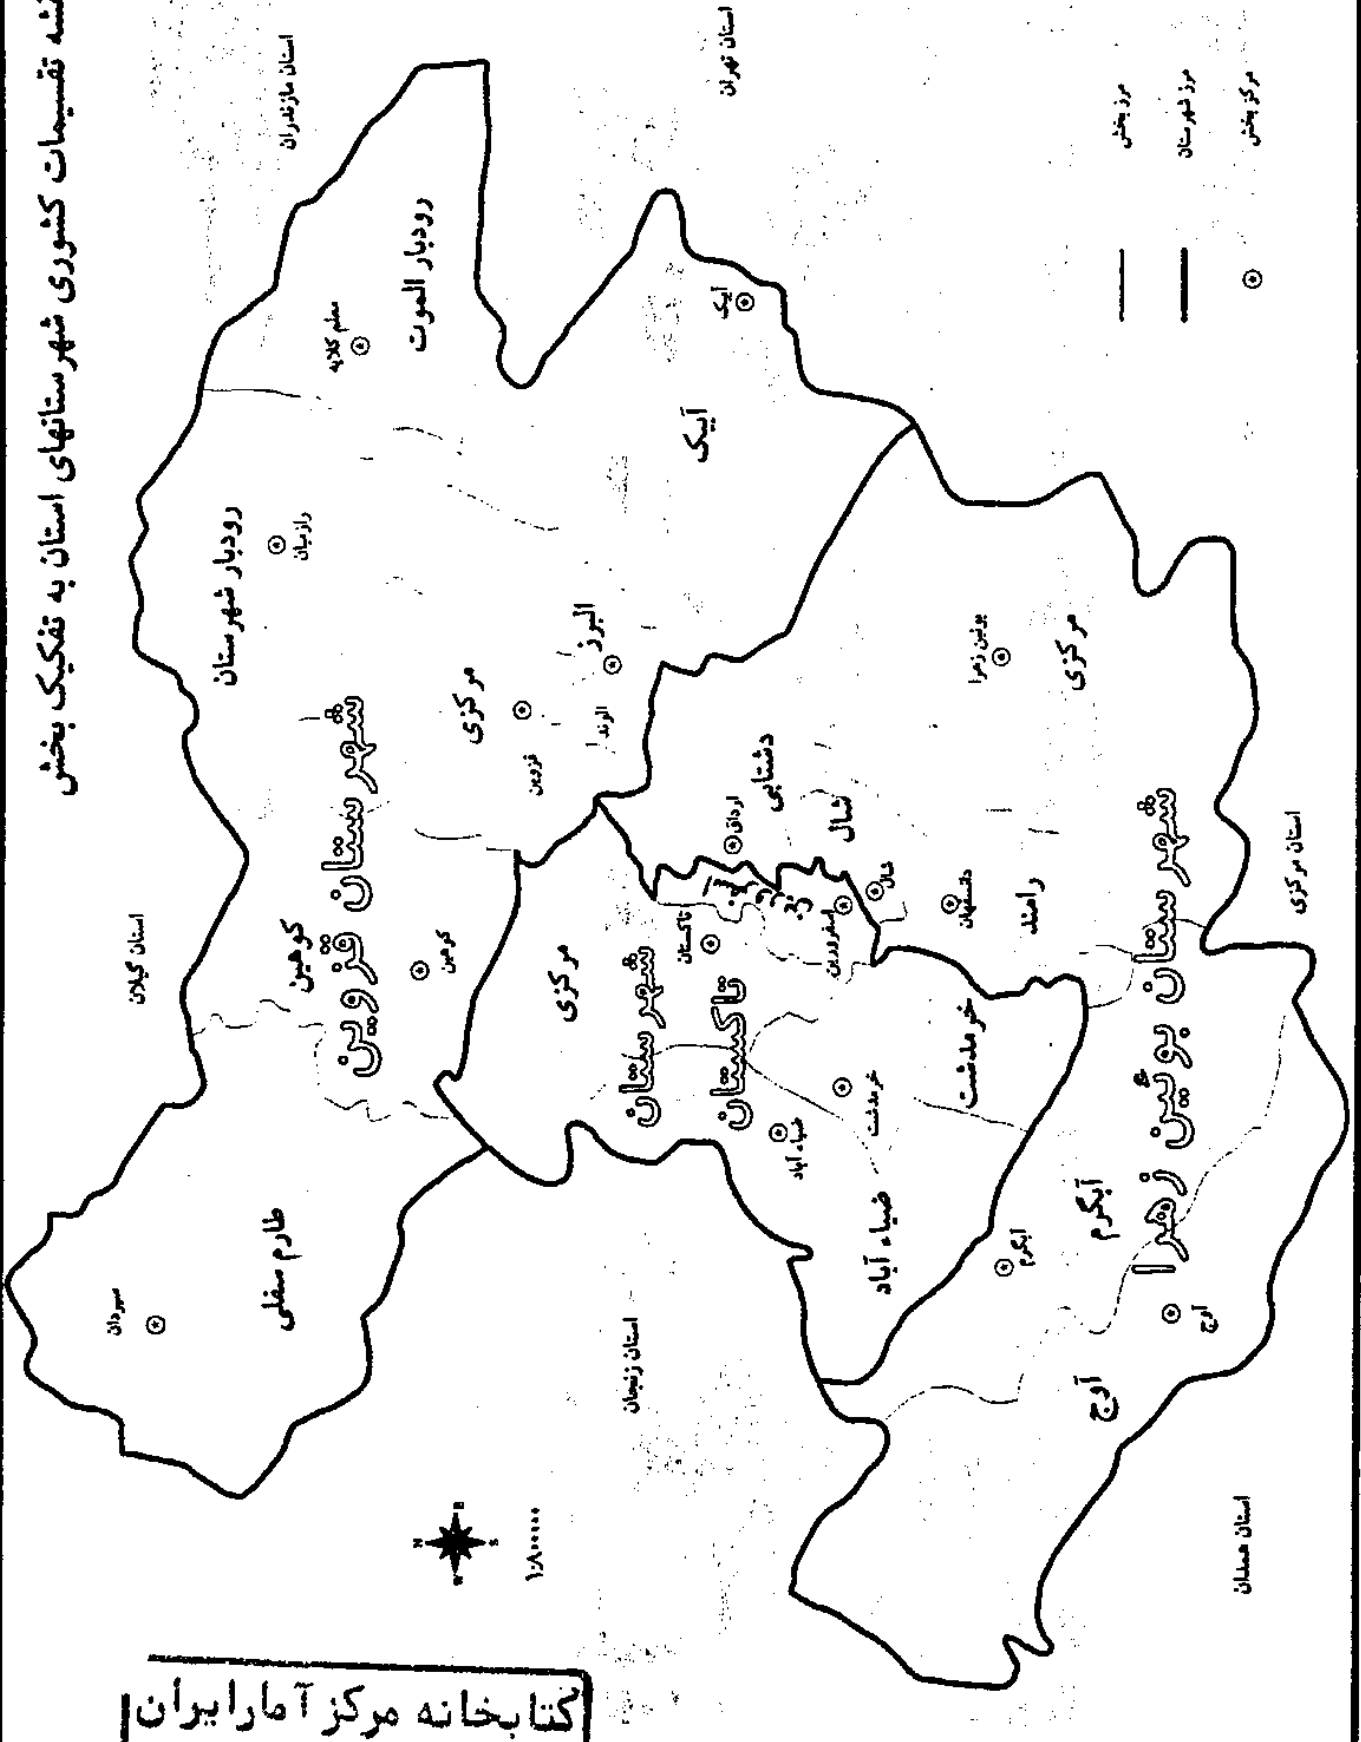 تقسیمات کشوری شهرستانهای استان به تفکیک بخش
استان مازندران
استان تهران
استان گیلان
استان زنجان
استان مرکزی
استان همدان
مرز بخش
مرز شهرستان
مرکز بخش
شهرستان قزوین
رودبار الموت
معلم کلایه
رودبار شهرستان
رازمیان
آبیک
آبیک
البرز
الوند
مرکزی
قزوین
کوهین
کوهین
طارم سفلی
سیردان
شهرستان
تاکستان
مرکزی
تاکستان
اسفرورین
خرمدشت
خرمدشت
ضیاء آباد
ضیاء آباد
شهرستان بوئین زهرا
مرکزی
بوئین زهرا
دشتابی
ارداق
شال
شال
رامند
دانسفهان
آبگرم
آبگرم
آوج
آوج
N
E
S
W
۱:۸۰۰۰۰۰
کتابخانه مرکز آمار ایران